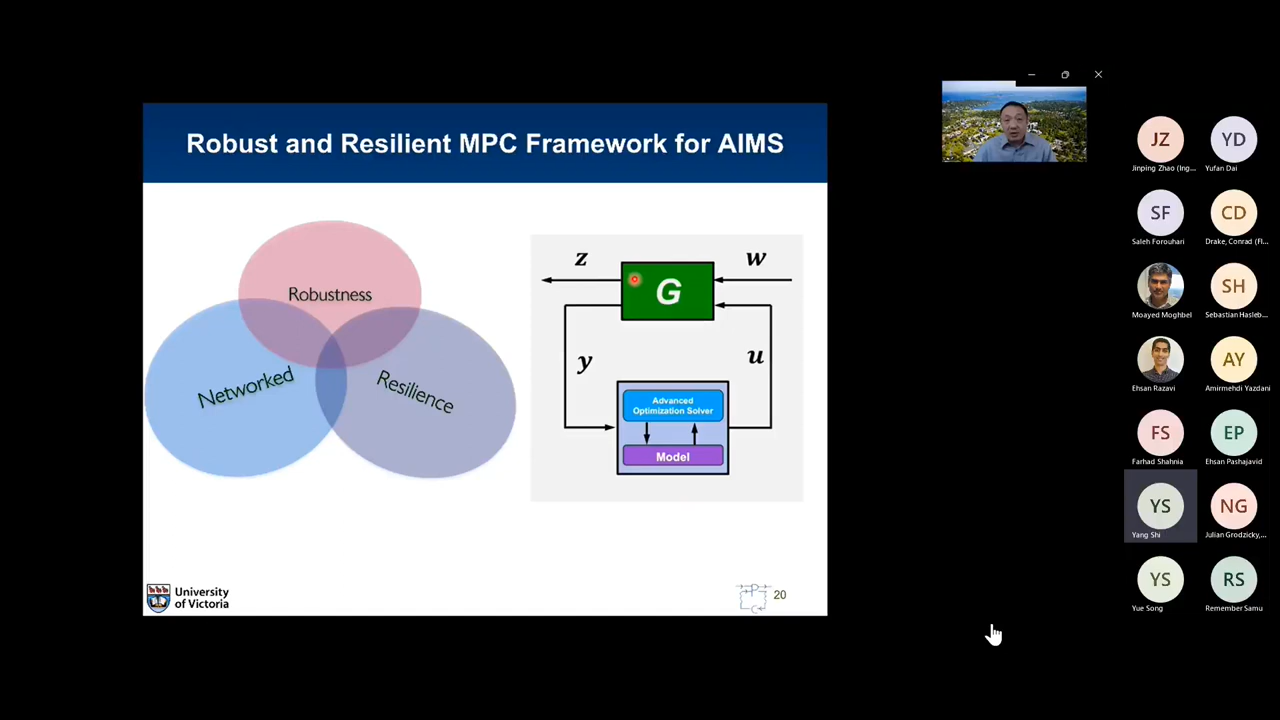 Robust and Resilient MPC Framework for AIMS
Robustness
Networked
Resilience
z
w
G
y
u
Advanced
Optimization Solver
Model
University
of Victoria
20
JZ
Jinping Zhao (Ing...
YD
Yufan Dai
SF
Saleh Forouhari
CD
Drake, Conrad (Fl...
Moayed Moghbel
SH
Sebastian Hasleb...
Ehsan Razavi
AY
Amirmehdi Yazdani
FS
Farhad Shahnia
EP
Ehsan Pashajavid
YS
Yang Shi
NG
Julian Grodzicky,...
YS
Yue Song
RS
Remember Samu